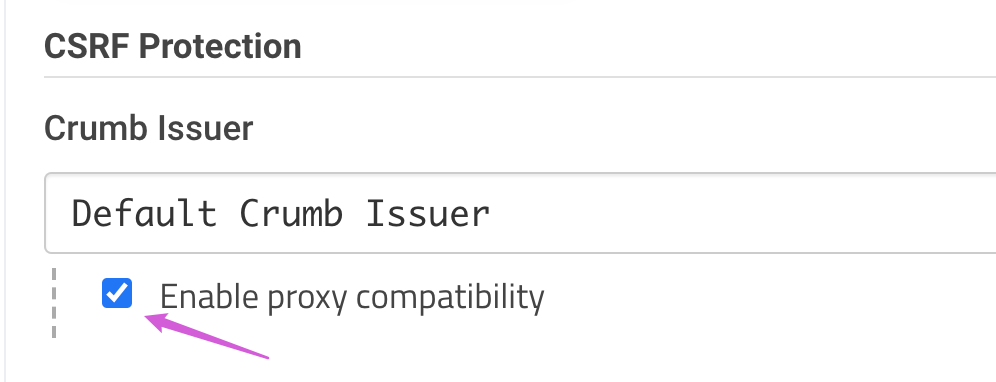 CSRF Protection
Crumb Issuer
Default Crumb Issuer
Enable proxy compatibility